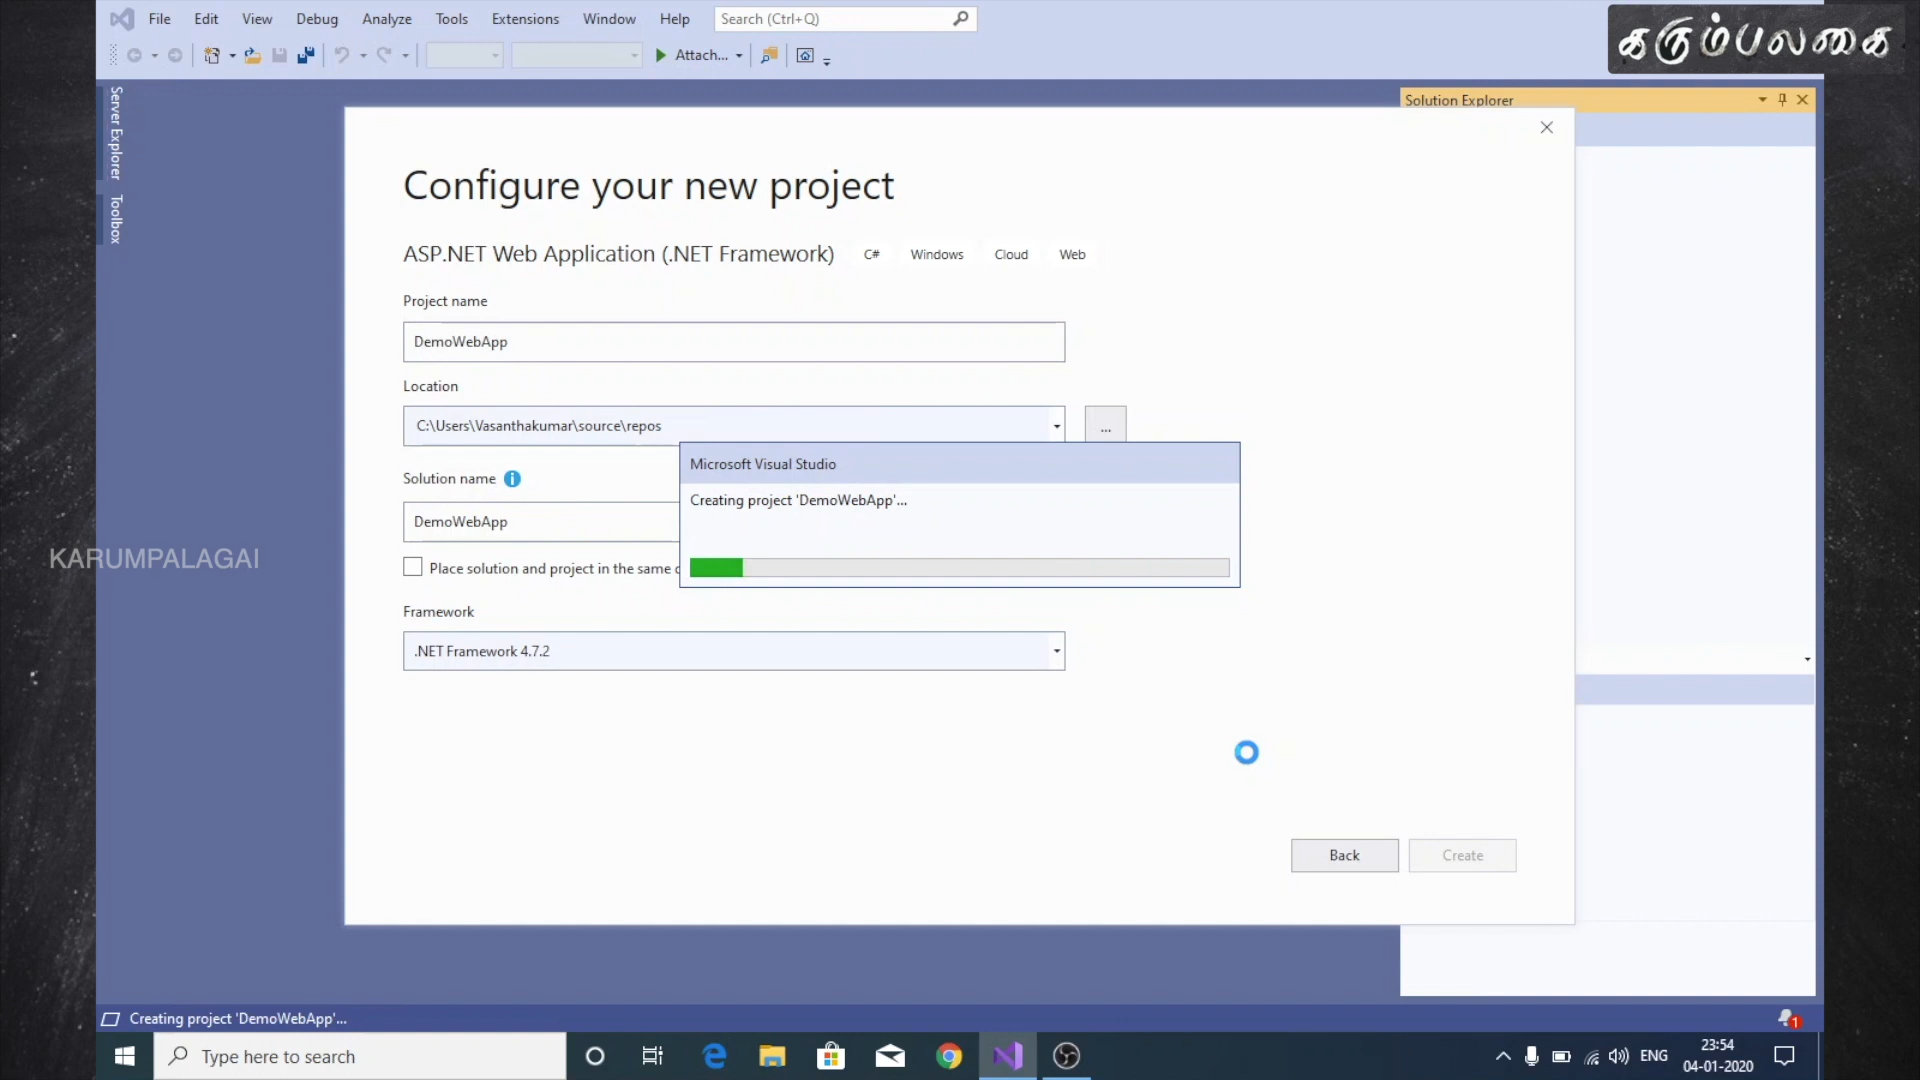 File Edit View Debug Analyze Tools Extensions Window Help Search (Ctrl+Q)
கரும்பலகை
Attach...
Server Explorer
Toolbox
Solution Explorer
Configure your new project
ASP.NET Web Application (.NET Framework) C# Windows Cloud Web
Project name
DemoWebApp
Location
C:\Users\Vasanthakumar\source\repos
...
Microsoft Visual Studio
Creating project 'DemoWebApp'...
Solution name
DemoWebApp
KARUMPALAGAI
Place solution and project in the same
Framework
.NET Framework 4.7.2
Back Create
Creating project 'DemoWebApp'...
1
Type here to search
ENG
23:54
04-01-2020